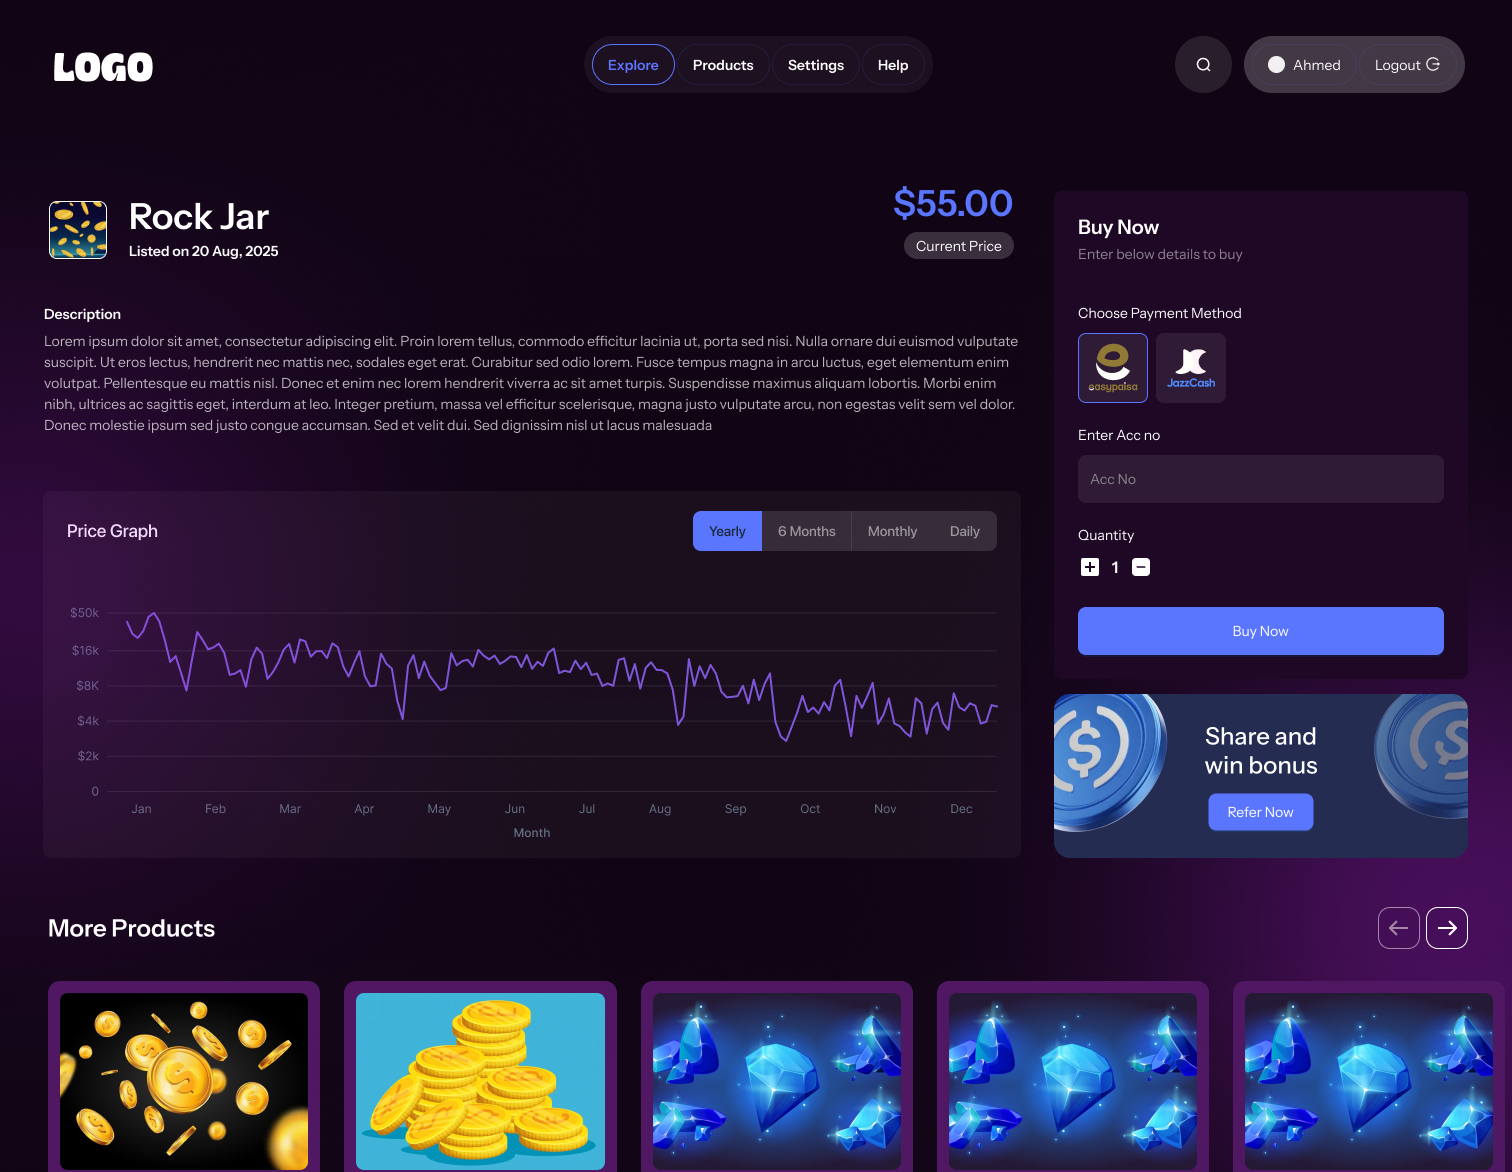 LOGO
Explore
Products
Settings
Help
Ahmed
Logout
Rock Jar
Listed on 20 Aug, 2025
$55.00
Current Price
Description
Lorem ipsum dolor sit amet, consectetur adipiscing elit. Proin lorem tellus, commodo efficitur lacinia ut, porta sed nisi. Nulla ornare dui euismod vulputate
suscipit. Ut eros lectus, hendrerit nec mattis nec, sodales eget erat. Curabitur sed odio lorem. Fusce tempus magna in arcu luctus, eget elementum enim
volutpat. Pellentesque eu mattis nisl. Donec et enim nec lorem hendrerit viverra ac sit amet turpis. Suspendisse maximus aliquam lobortis. Morbi enim
nibh, ultrices ac sagittis eget, interdum at leo. Integer pretium, massa vel efficitur scelerisque, magna justo vulputate arcu, non egestas velit sem vel dolor.
Donec molestie ipsum sed justo congue accumsan. Sed et velit dui. Sed dignissim nisl ut lacus malesuada
Price Graph
Yearly
6 Months
Monthly
Daily
$50k
$16k
$8K
$4k
$2k
0
Jan
Feb
Mar
Apr
May
Jun
Jul
Aug
Sep
Oct
Nov
Dec
Month
Buy Now
Enter below details to buy
Choose Payment Method
easypaisa
JazzCash
Enter Acc no
Acc No
Quantity
1
Buy Now
$
Share and
win bonus
Refer Now
$
More Products